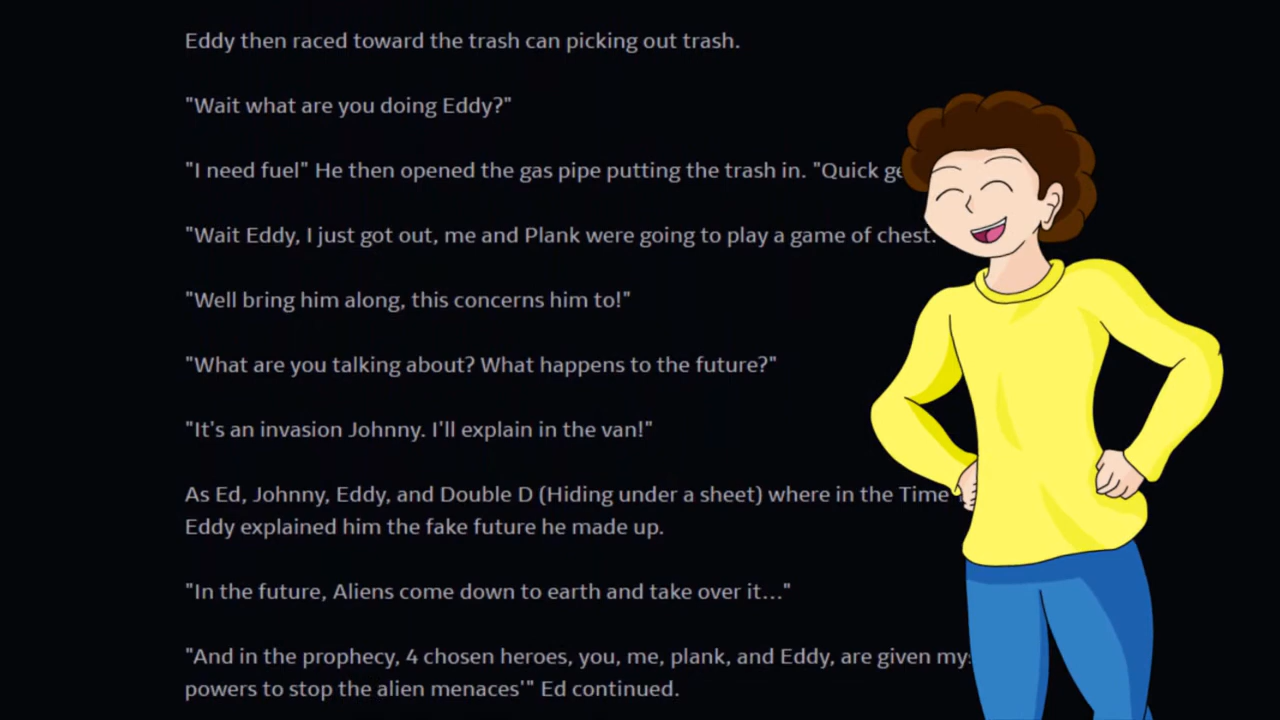 Eddy then raced toward the trash can picking out trash.
"Wait what are you doing Eddy?"
"I need fuel" He then opened the gas pipe putting the trash in. "Quick
"Wait Eddy, I just got out, me and Plank were going to play a game of chest.
"Well bring him along, this concerns him to!"
"What are you talking about? What happens to the future?"
"It's an invasion Johnny. I'll explain in the van!"
As Ed, Johnny, Eddy, and Double D (Hiding under a sheet) where in the Time
Eddy explained him the fake future he made up.
"In the future, Aliens come down to earth and take over it..."
"And in the prophecy, 4 chosen heroes, you, me, plank, and Eddy, are given
powers to stop the alien menaces'" Ed continued.